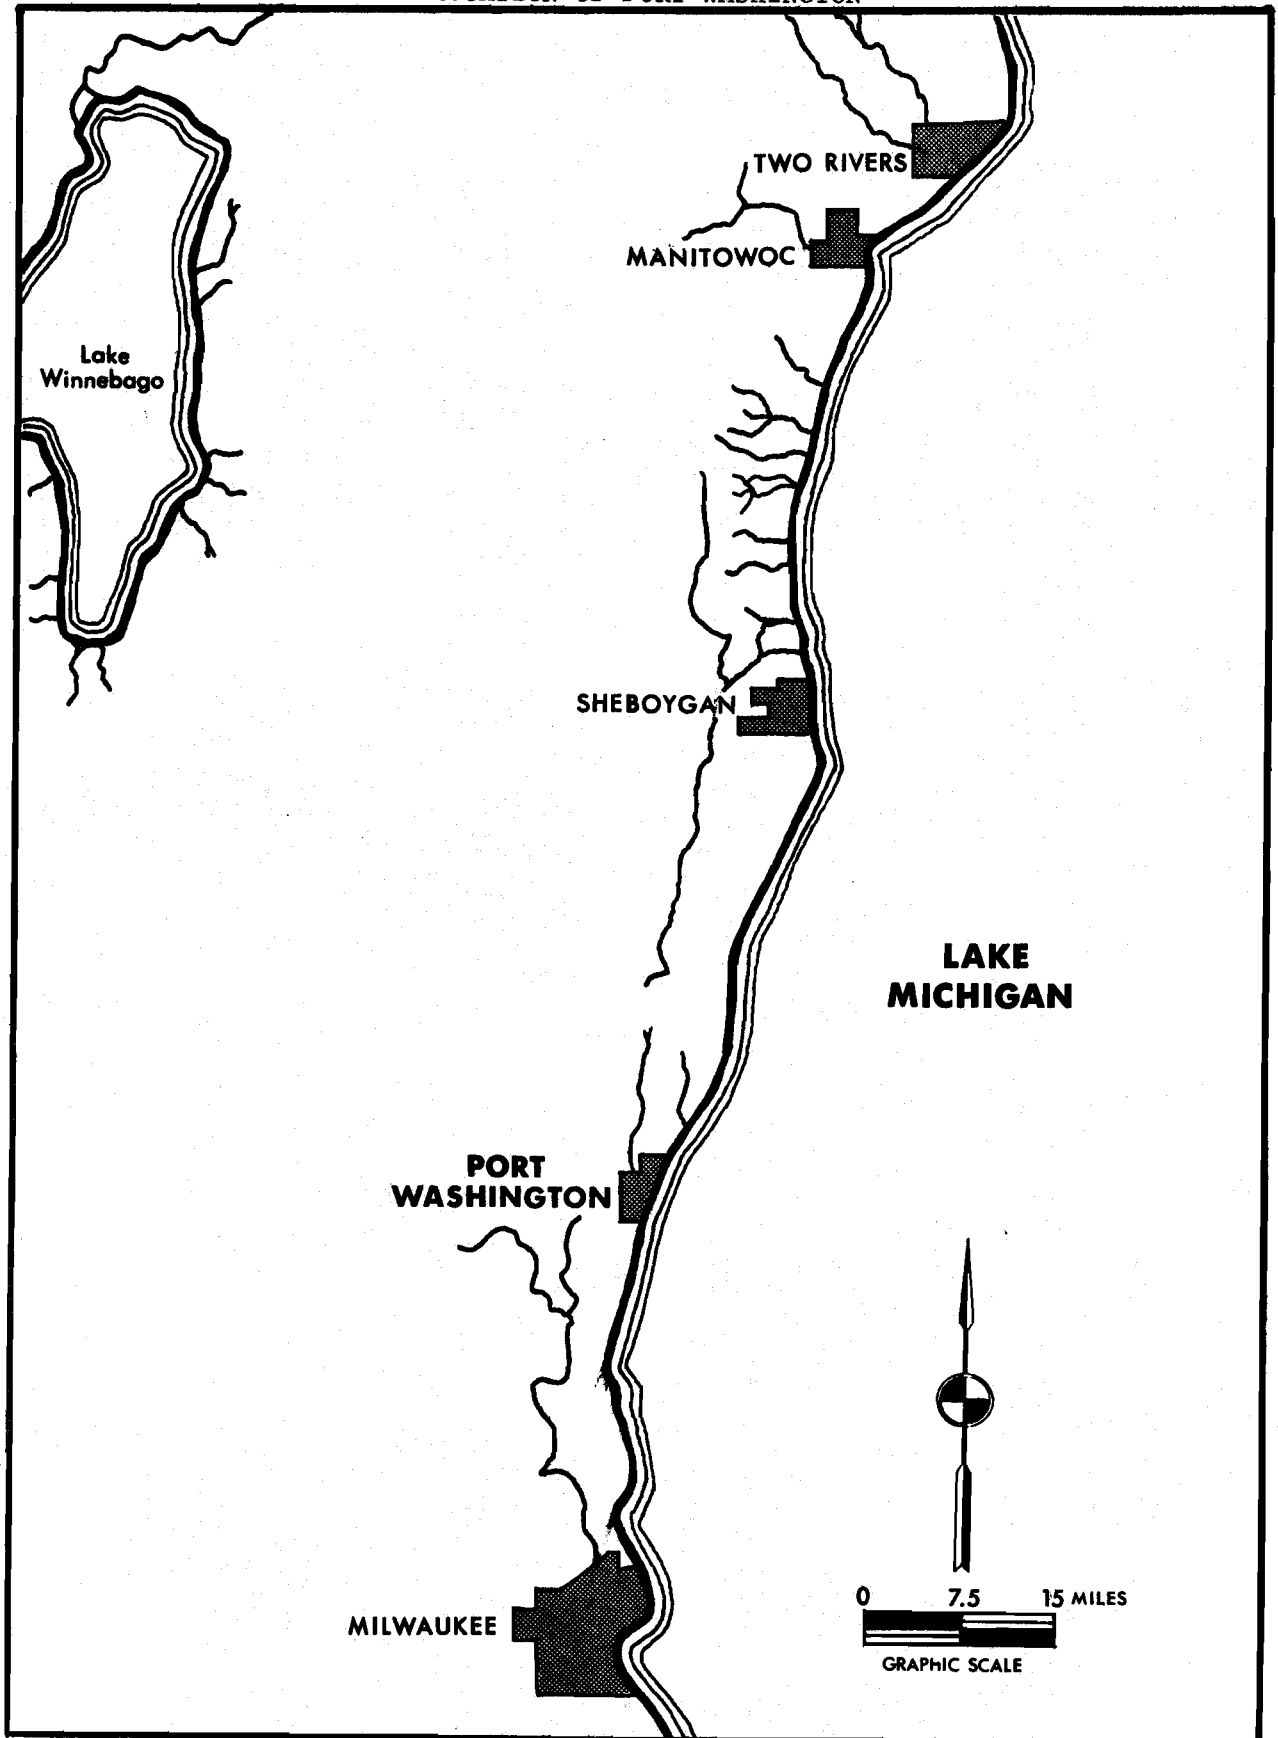 TWO RIVERS
MANITOWOC
Lake
Winnebago
SHEBOYGAN
LAKE
MICHIGAN
PORT
WASHINGTON
0 7.5 15 MILES
MILWAUKEE
GRAPHIC SCALE